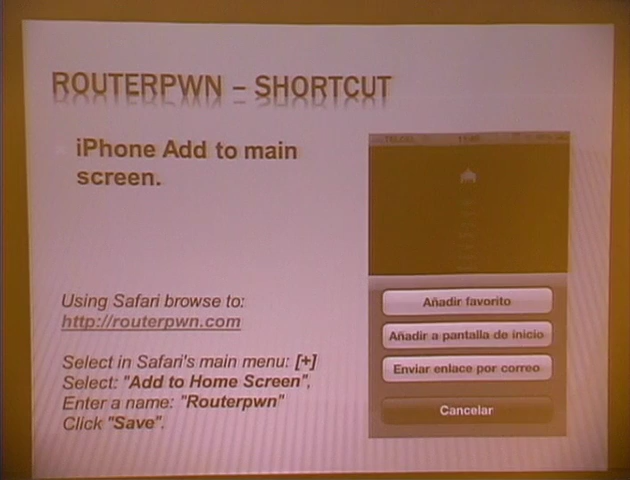 ROUTERPWN – SHORTCUT
iPhone Add to main
screen.
TELCEL
Using Safari browse to:
http://routerpwn.com
Select in Safari's main menu: [+]
Select: "Add to Home Screen",
Enter a name: "Routerpwn"
Click "Save".
Añadir favorito
Añadir a pantalla de inicio
Enviar enlace por correo
Cancelar